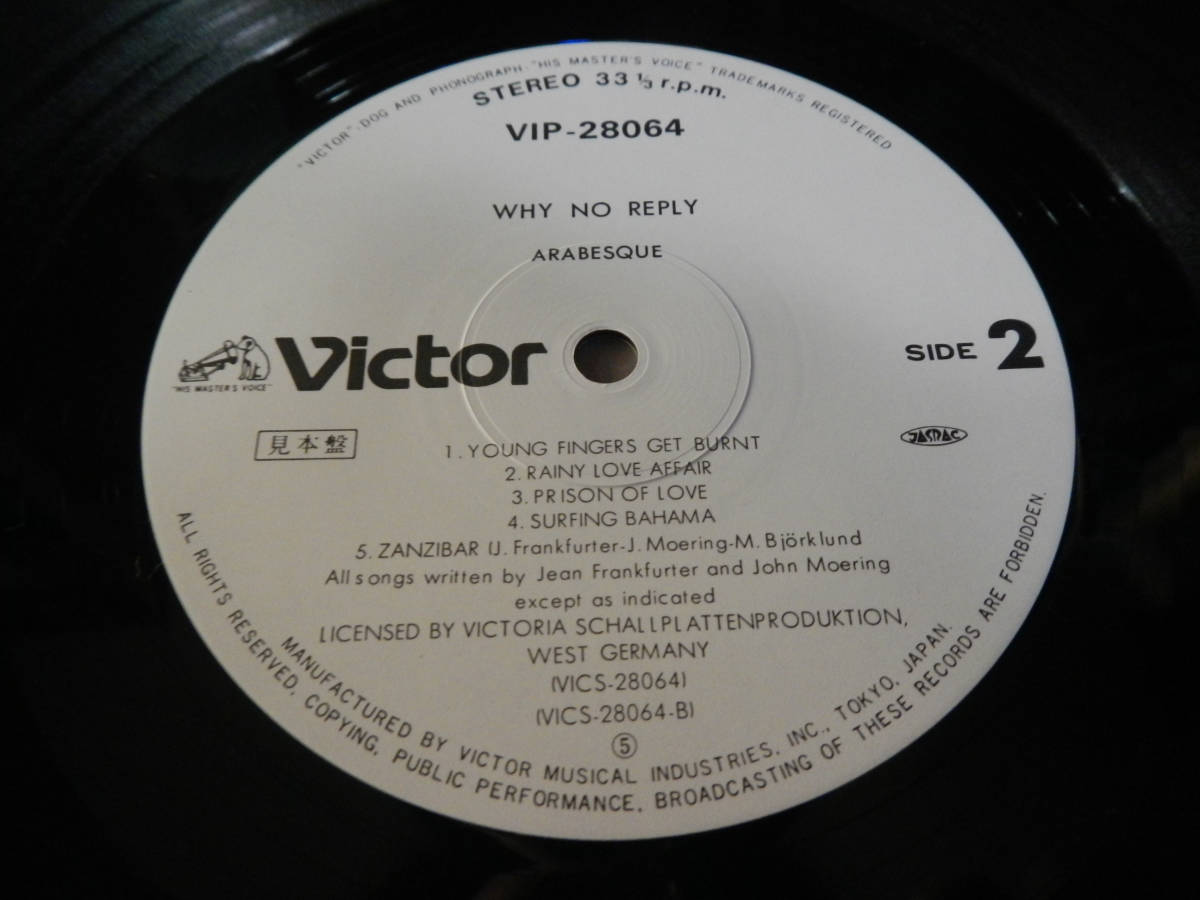 "VICTOR"·DOG AND PHONOGRAPH·"HIS MASTER'S VOICE" TRADEMARKS REGISTERED
STEREO 33 ⅓ r.p.m.
VIP-28064
WHY NO REPLY
ARABESQUE
"HIS MASTER'S VOICE"
Victor
SIDE 2
見本盤
JASRAC
1. YOUNG FINGERS GET BURNT
2. RAINY LOVE AFFAIR
3. PRISON OF LOVE
4. SURFING BAHAMA
5. ZANZIBAR (J. Frankfurter-J. Moering-M. Björklund
All songs written by Jean Frankfurter and John Moering
except as indicated
LICENSED BY VICTORIA SCHALLPLATTENPRODUKTION,
WEST GERMANY
(VICS-28064)
(VICS-28064-B)
⑤
MANUFACTURED BY VICTOR MUSICAL INDUSTRIES, INC., TOKYO, JAPAN.
ALL RIGHTS RESERVED, COPYING, PUBLIC PERFORMANCE, BROADCASTING OF THESE RECORDS ARE FORBIDDEN.